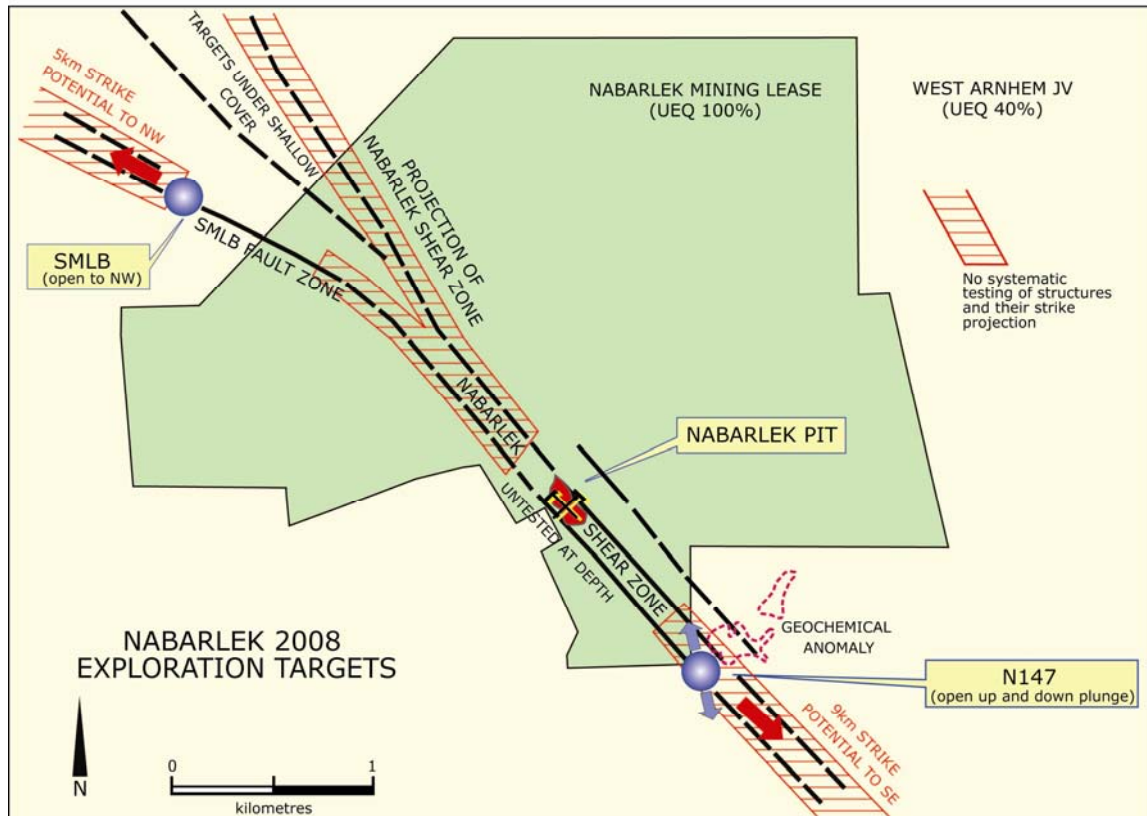 5km STRIKE
POTENTIAL TO NW
TARGETS UNDER SHALLOW
COVER
NABARLEK MINING LEASE
(UEQ 100%)
WEST ARNHEM JV
(UEQ 40%)
PROJECTION OF
NABARLEK SHEAR ZONE
SMLB
(open to NW)
SMLB FAULT ZONE
No systematic
testing of structures
and their strike
projection
NABARLEK
SHEAR ZONE
NABARLEK PIT
UNTESTED AT DEPTH
GEOCHEMICAL
ANOMALY
NABARLEK 2008
EXPLORATION TARGETS
N147
(open up and down plunge)
9km STRIKE
POTENTIAL TO SE
N
0
1
kilometres